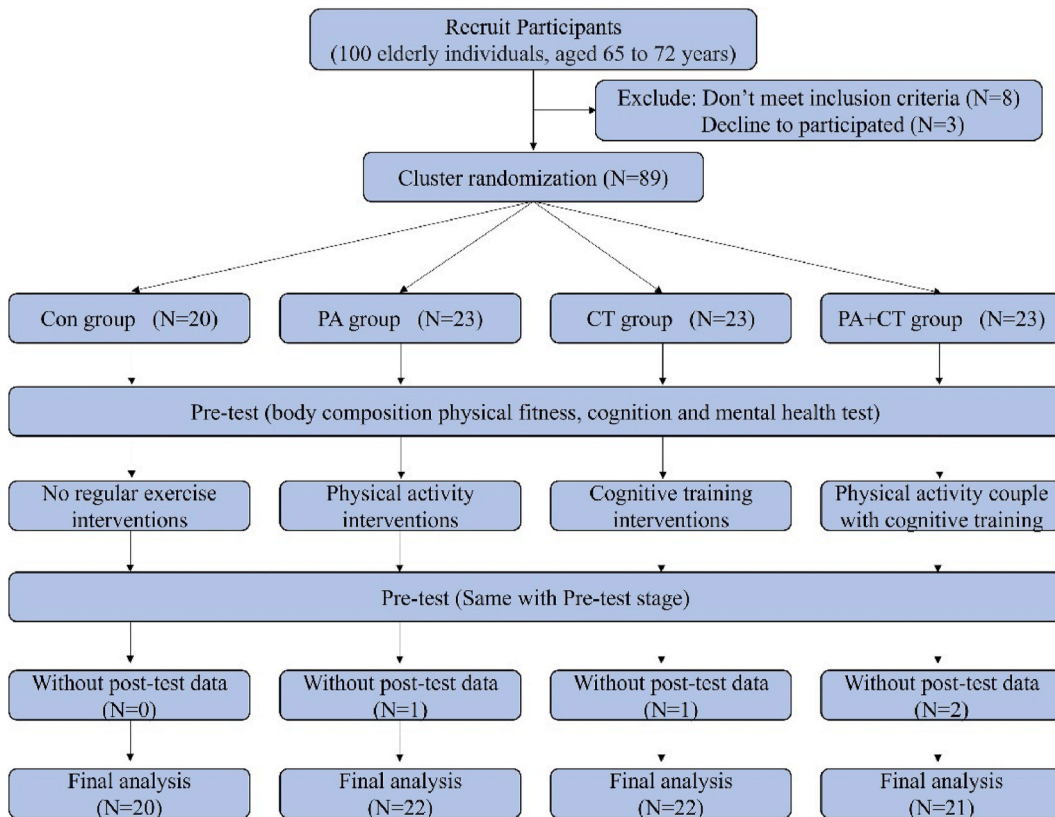 Recruit Participants
(100 elderly individuals, aged 65 to 72 years)
Exclude: Don't meet inclusion criteria (N=8)
Decline to participated (N=3)
Cluster randomization (N=89)
Con group (N=20)
PA group (N=23)
CT group (N=23)
PA+CT group (N=23)
Pre-test (body composition physical fitness, cognition and mental health test)
No regular exercise
interventions
Physical activity
interventions
Cognitive training
interventions
Physical activity couple
with cognitive training
Pre-test (Same with Pre-test stage)
Without post-test data
(N=0)
Without post-test data
(N=1)
Without post-test data
(N=1)
Without post-test data
(N=2)
Final analysis
(N=20)
Final analysis
(N=22)
Final analysis
(N=22)
Final analysis
(N=21)